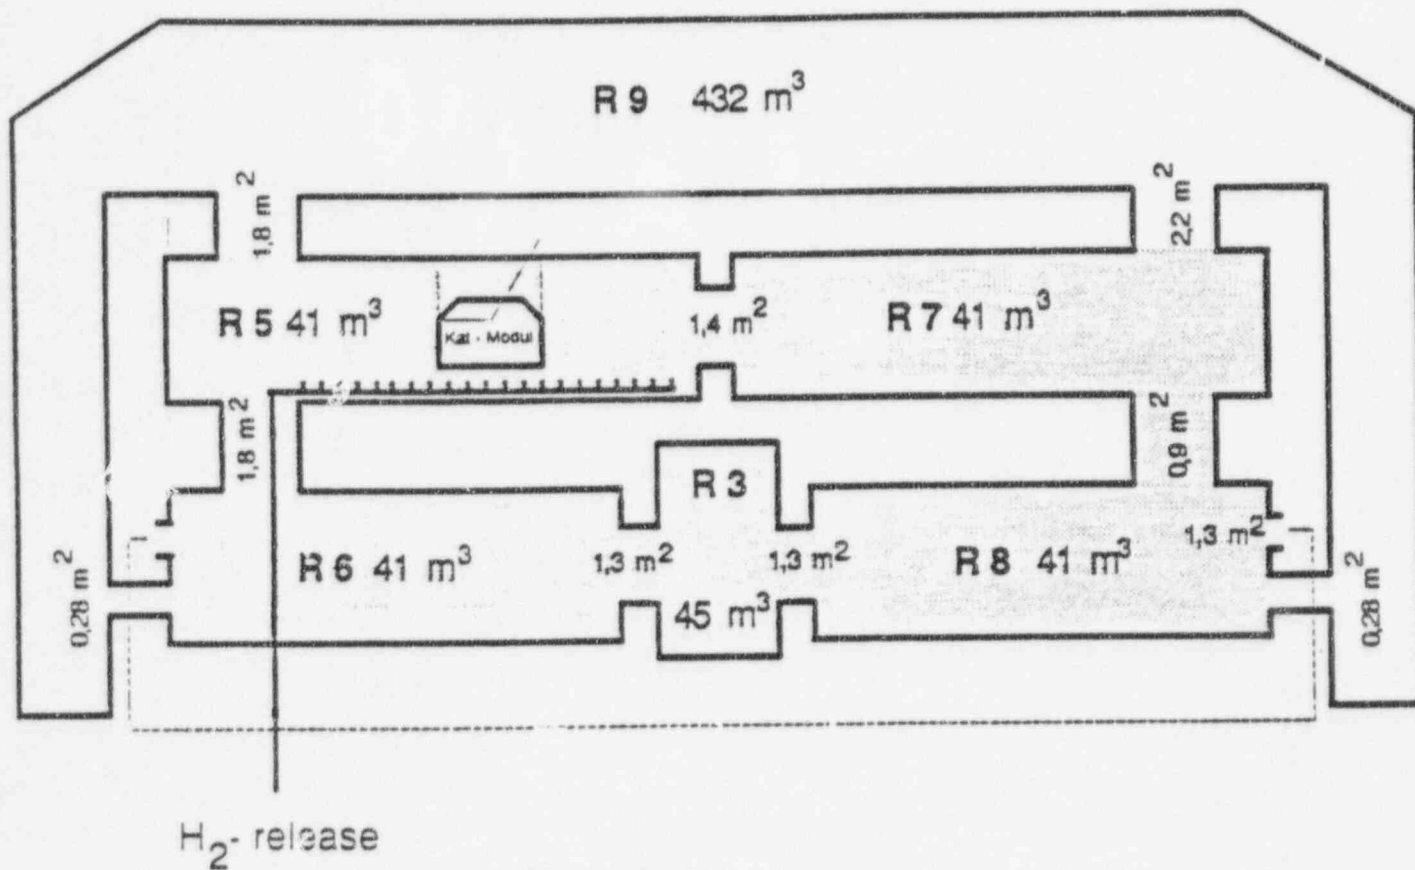 R 9 432 m³
1,8 m²
2,2 m²
R 5 41 m³
Kat - Modul
1,4 m²
R 7 41 m³
1,8 m²
0,9 m²
R 3
R 6 41 m³
1,3 m²
1,3 m²
R 8 41 m³
1,3 m²
45 m³
0,28 m²
0,28 m²
H₂- release